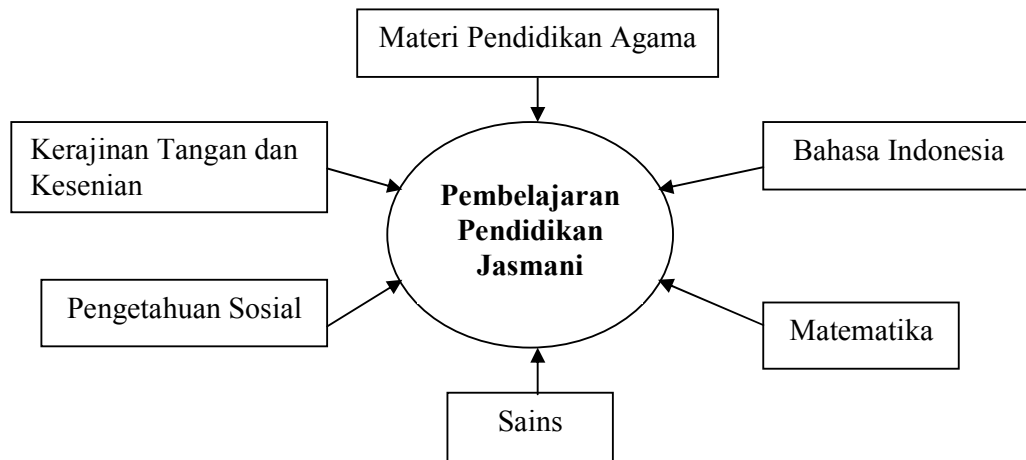 Materi Pendidikan Agama
Kerajinan Tangan dan
Kesenian
Bahasa Indonesia
Pembelajaran
Pendidikan
Jasmani
Pengetahuan Sosial
Matematika
Sains